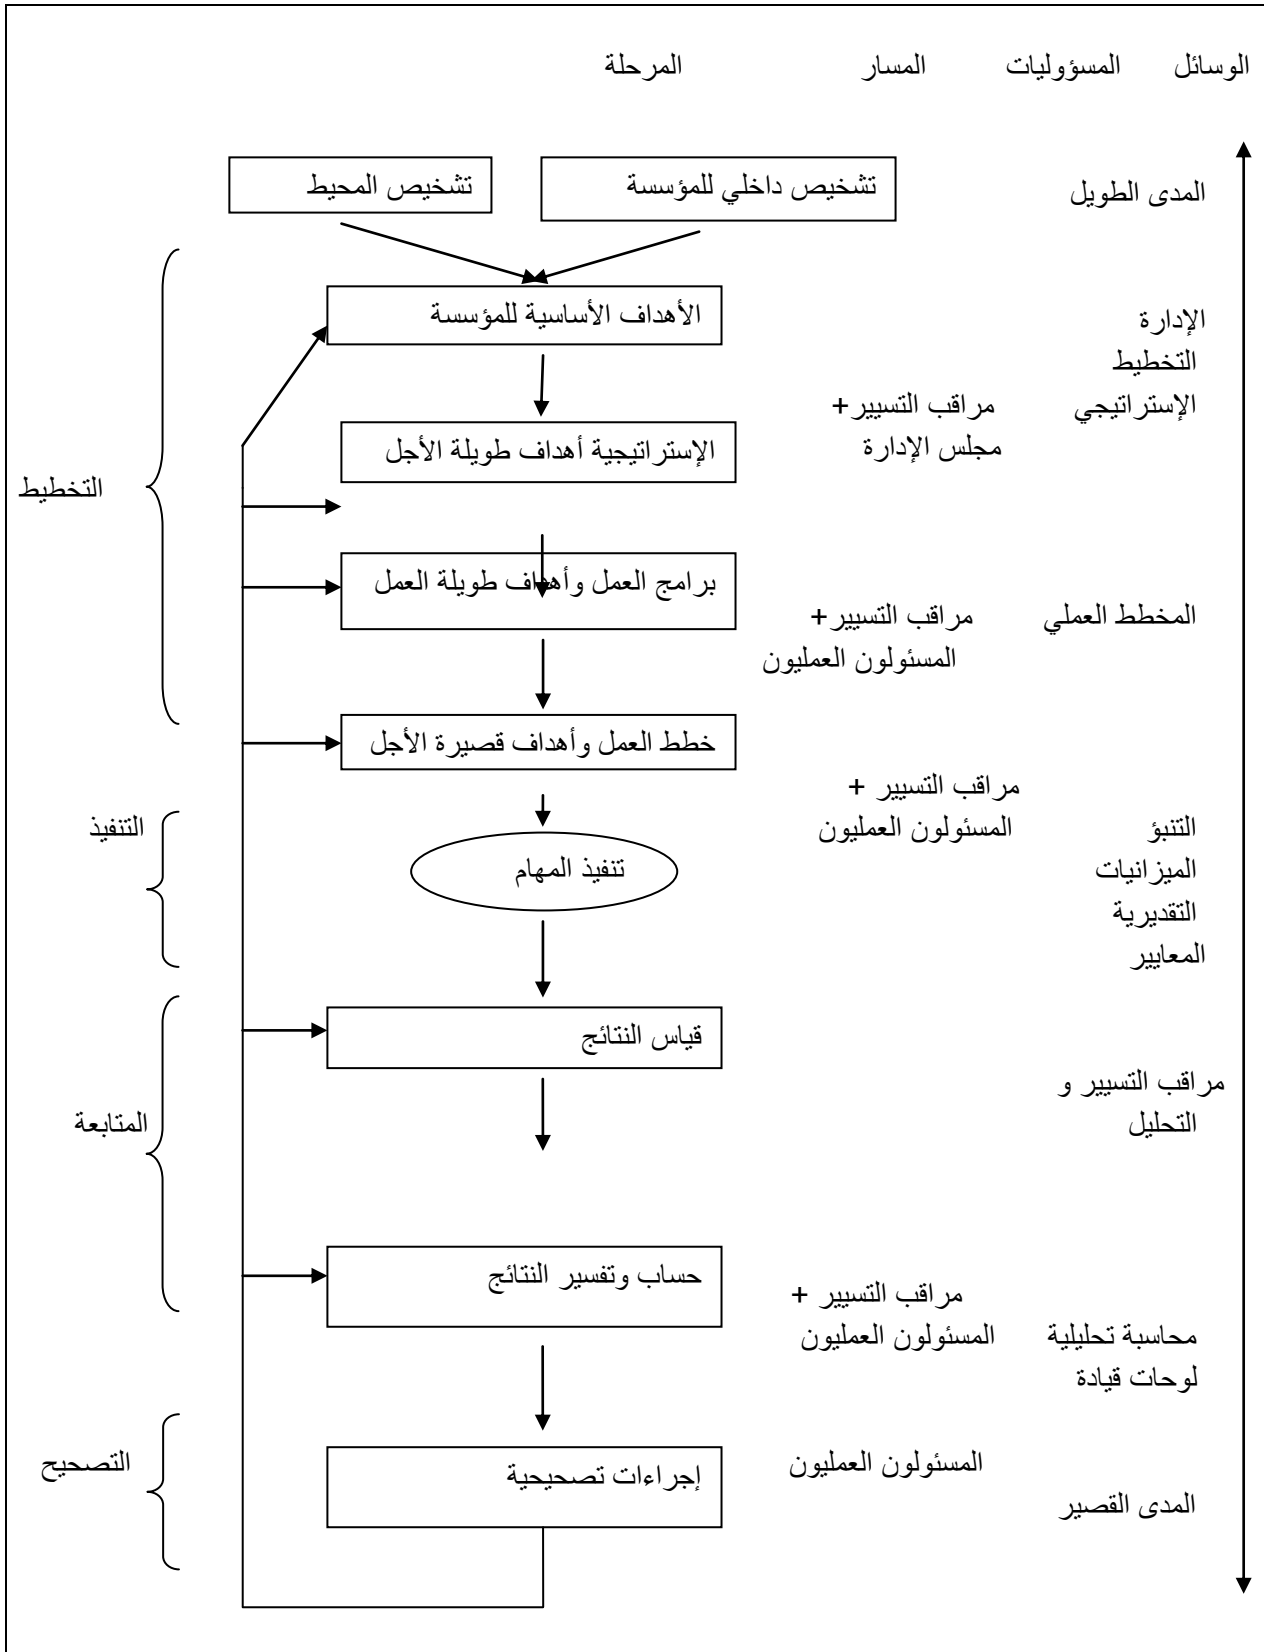 الوسائل المسؤوليات المسار المرحلة
المدى الطويل
تشخيص داخلي للمؤسسة
تشخيص المحيط
الأهداف الأساسية للمؤسسة
الإدارة
التخطيط
الإستراتيجي مراقب التسيير+
مجلس الإدارة
الإستراتيجية أهداف طويلة الأجل
التخطيط
برامج العمل وأهداف طويلة العمل
المخطط العملي مراقب التسيير+
المسئولون العمليون
خطط العمل وأهداف قصيرة الأجل
مراقب التسيير +
التنبؤ المسئولون العمليون
الميزانيات
التقديرية
المعايير
تنفيذ المهام
التنفيذ
قياس النتائج
مراقب التسيير و
التحليل
المتابعة
حساب وتفسير النتائج
مراقب التسيير +
محاسبة تحليلية المسئولون العمليون
لوحات قيادة
المسئولون العمليون
إجراءات تصحيحية
التصحيح
المدى القصير